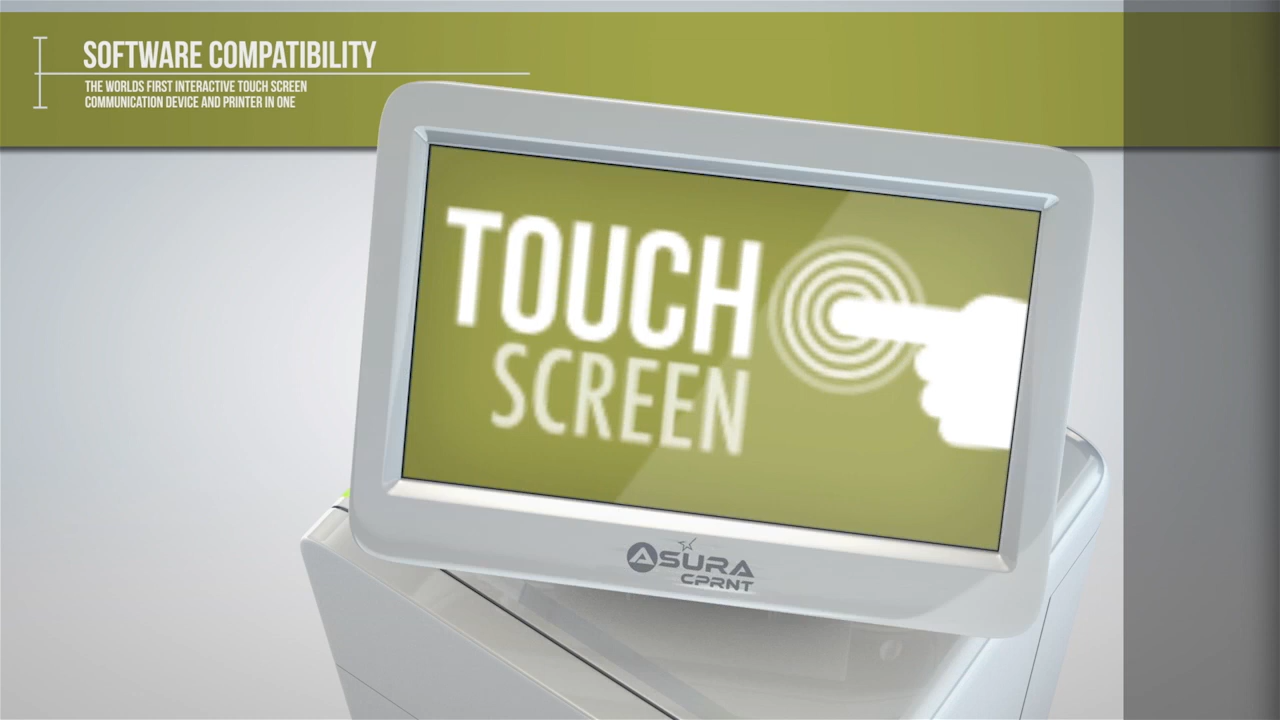 SOFTWARE COMPATIBILITY
THE WORLDS FIRST INTERACTIVE TOUCH SCREEN
COMMUNICATION DEVICE AND PRINTER IN ONE
TOUCH
SCREEN
ASURA
CPRNT